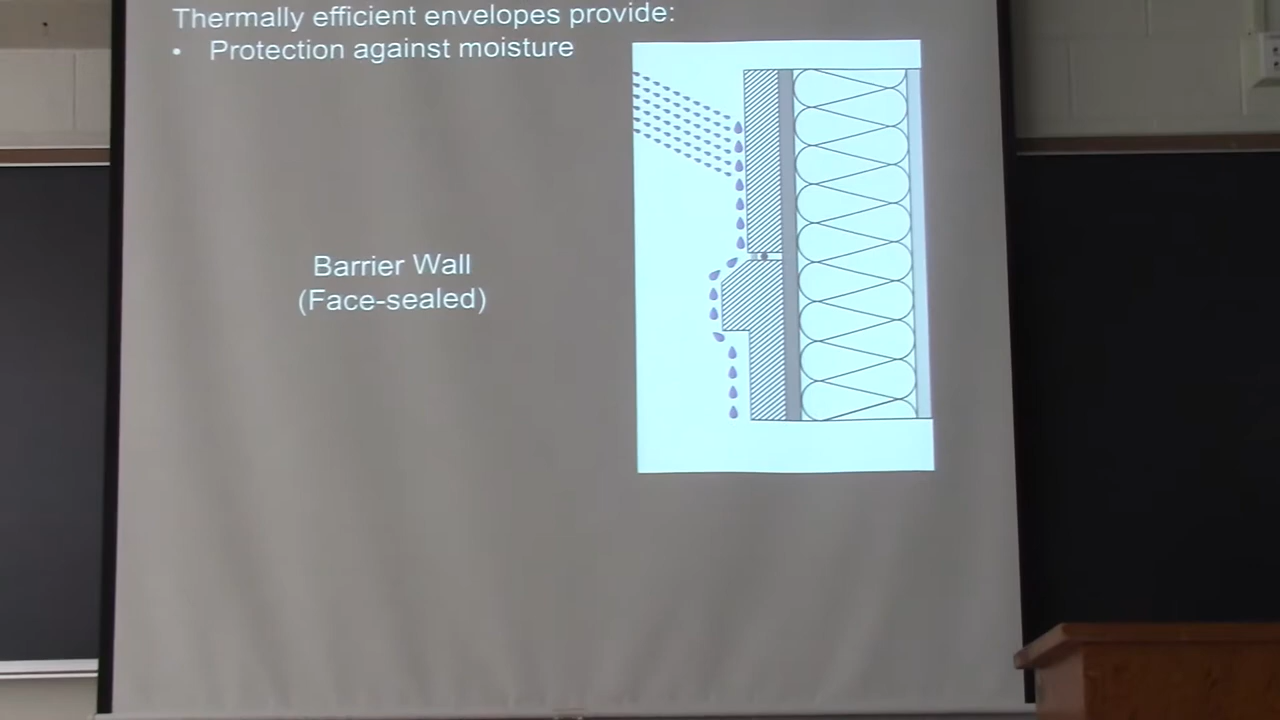 Thermally efficient envelopes provide:
• Protection against moisture
Barrier Wall
(Face-sealed)